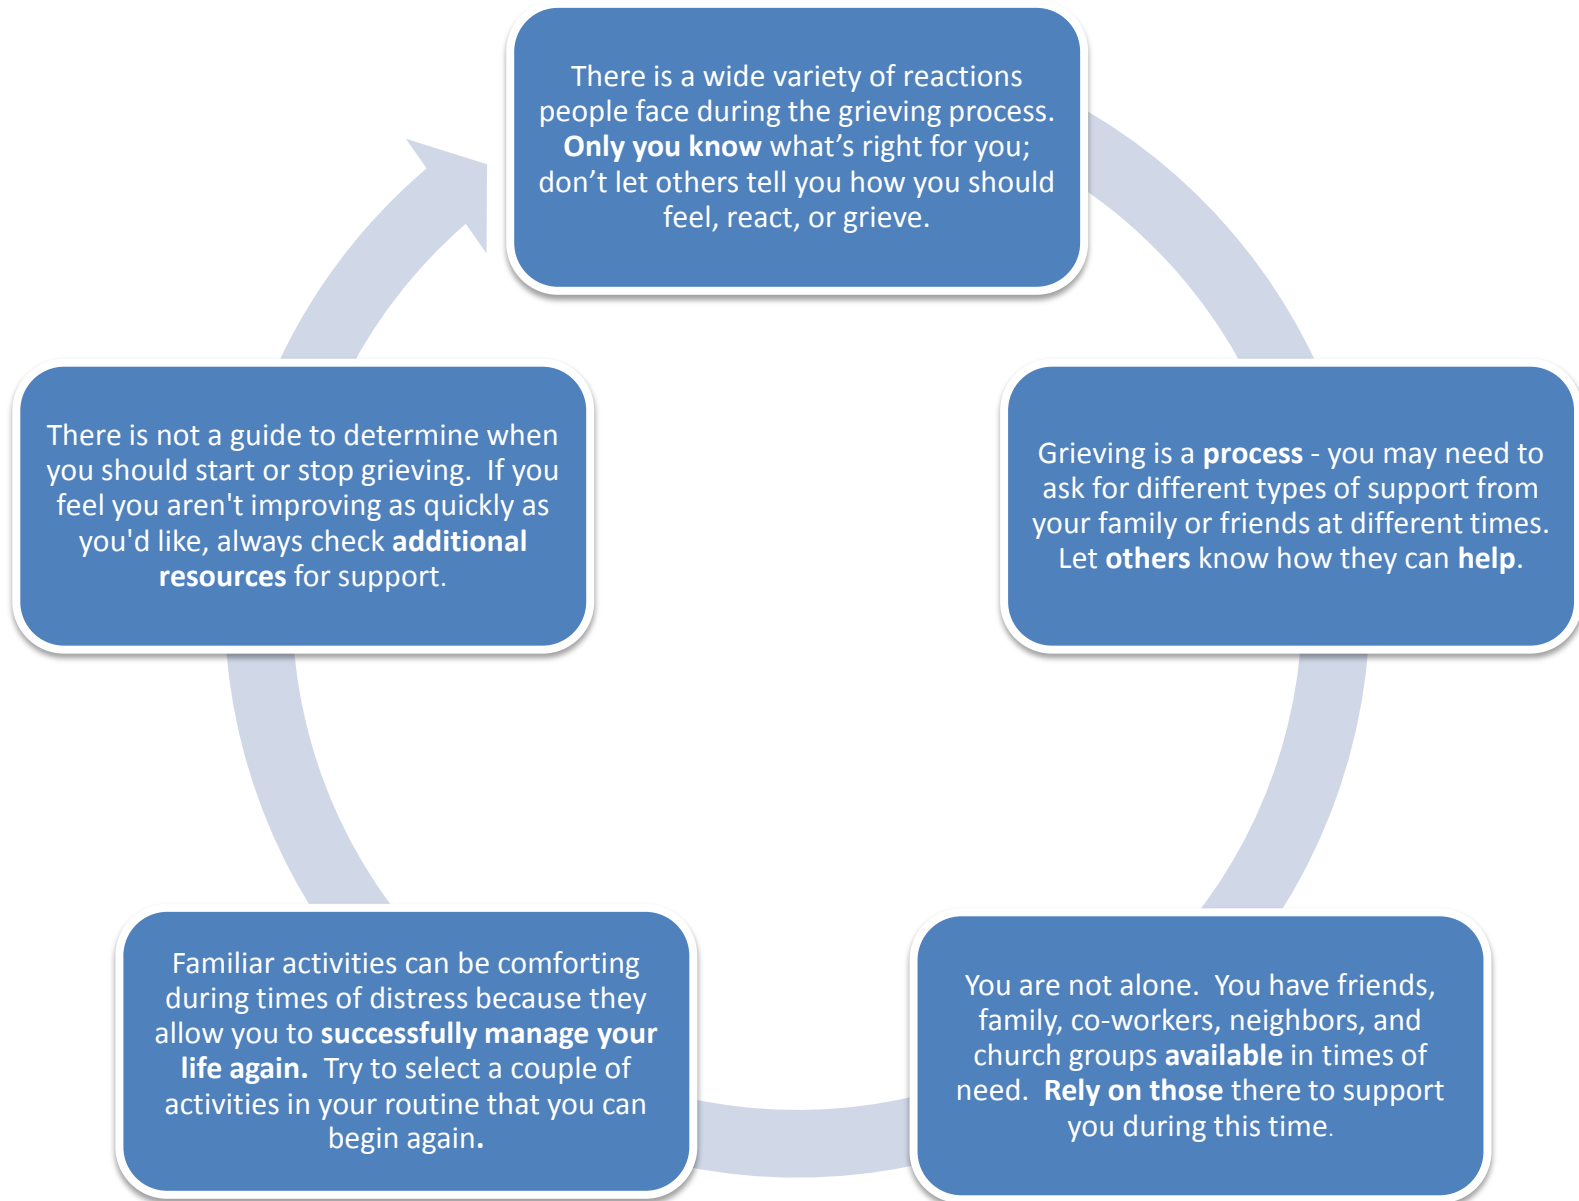 There is a wide variety of reactions
people face during the grieving process.
Only you know what’s right for you;
don’t let others tell you how you should
feel, react, or grieve.
Grieving is a process - you may need to
ask for different types of support from
your family or friends at different times.
Let others know how they can help.
You are not alone.  You have friends,
family, co-workers, neighbors, and
church groups available in times of
need.  Rely on those there to support
you during this time.
Familiar activities can be comforting
during times of distress because they
allow you to successfully manage your
life again.  Try to select a couple of
activities in your routine that you can
begin again.
There is not a guide to determine when
you should start or stop grieving.  If you
feel you aren't improving as quickly as
you'd like, always check additional
resources for support.